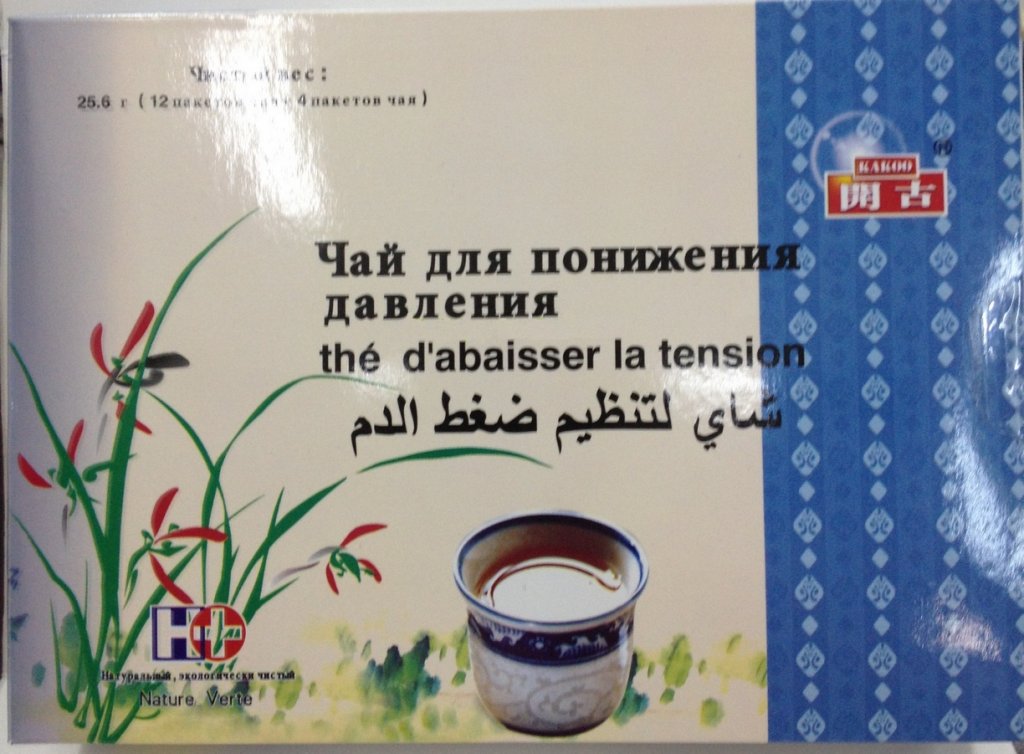 25.6 г ( 12 пакетов 4 пакетов чая )
KAKOO
開 古
Чай для понижения
давления
thé d'abaisser la tension
شاي لتنظيم ضغط الدم
Натуральный, экологически чистый
Nature Verte